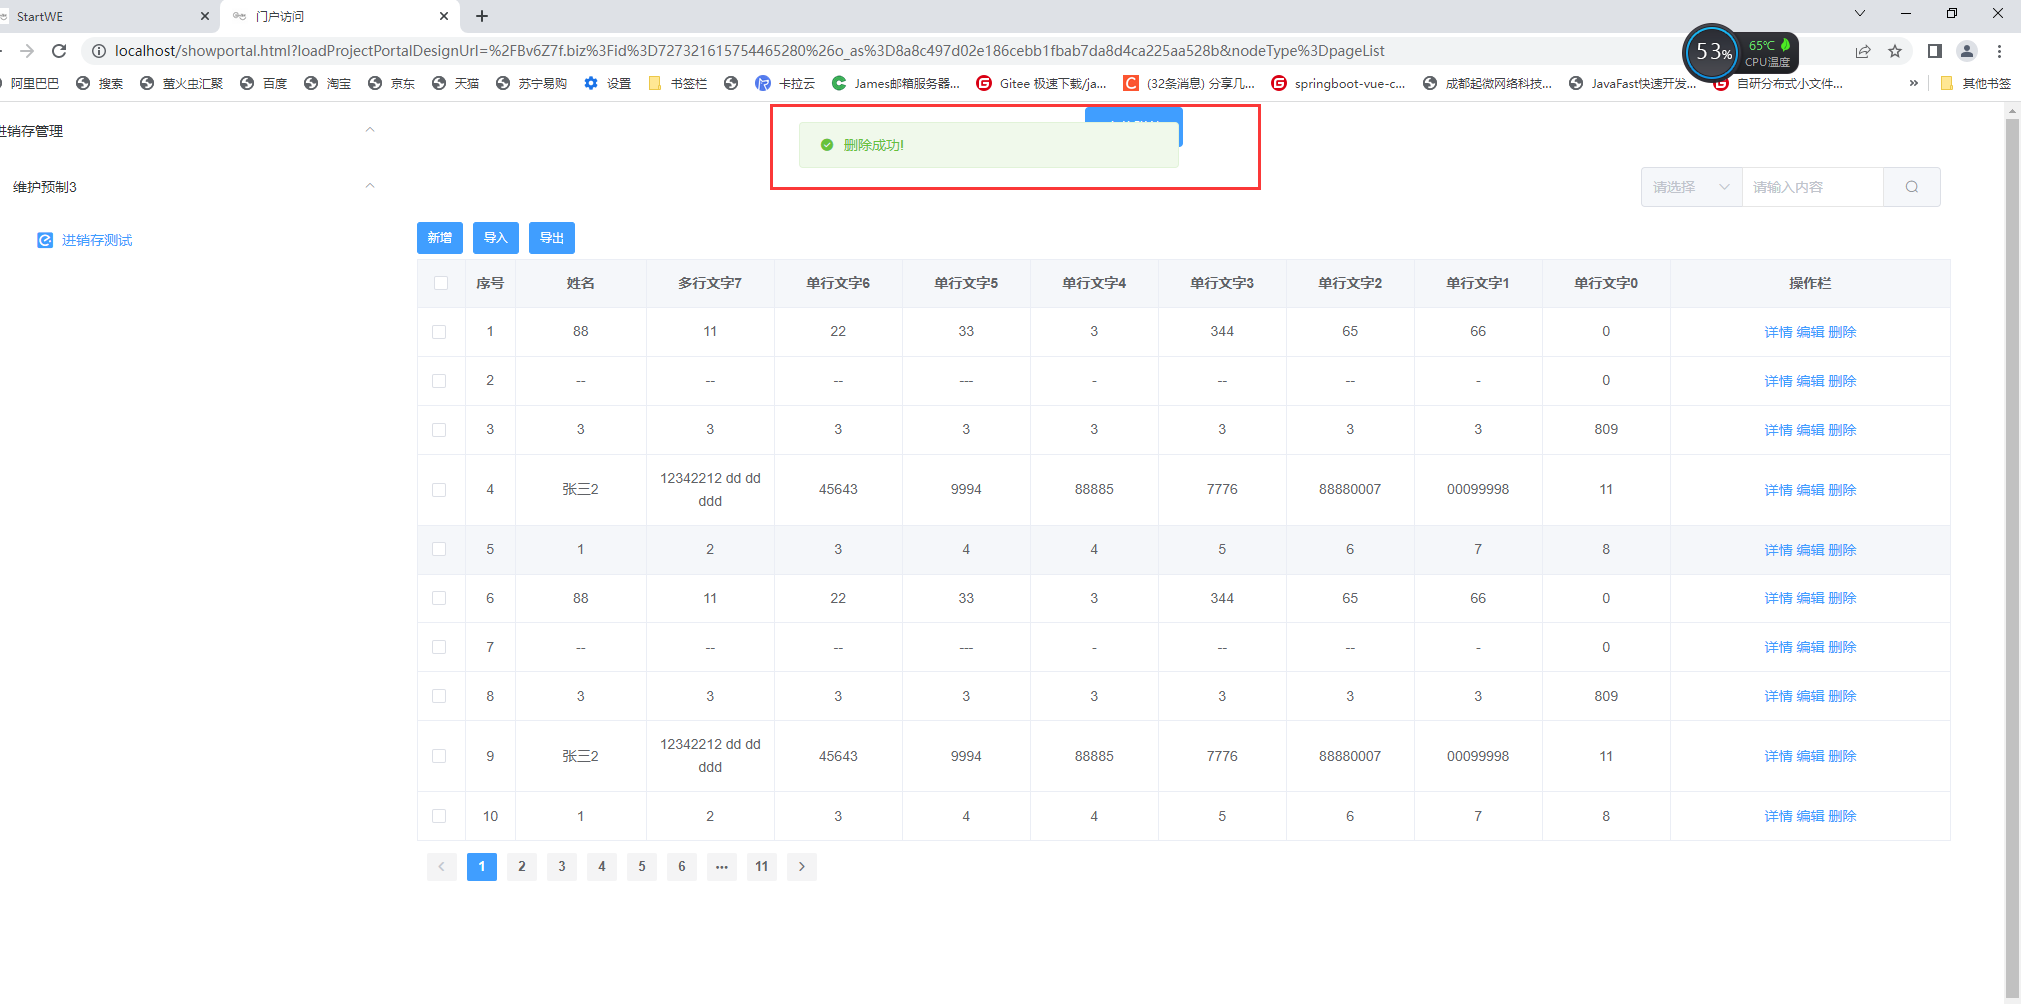 StartWE
门户访问
localhost/showportal.html?loadProjectPortalDesignUrl=%2FBv6Z7f.biz%3Fid%3D727321615754465280%26o_as%3D8a8c497d02e186cebb1fbab7da8d4ca225aa528b&nodeType%3DpageList
53%
65℃
CPU温度
阿里巴巴 搜索 萤火虫汇聚 百度 淘宝 京东 天猫 苏宁易购 设置 书签栏 卡拉云 James邮箱服务器... Gitee 极速下载/ja... (32条消息) 分享几... springboot-vue-c... 成都起微网络科技... JavaFast快速开发... 自研分布式小文件... » 其他书签
进销存管理
删除成功!
维护预制3
请选择 请输入内容
进销存测试
新增 导入 导出
序号 姓名 多行文字7 单行文字6 单行文字5 单行文字4 单行文字3 单行文字2 单行文字1 单行文字0 操作栏
1 88 11 22 33 3 344 65 66 0 详情 编辑 删除
2 -- -- -- --- - -- -- - 0 详情 编辑 删除
3 3 3 3 3 3 3 3 3 809 详情 编辑 删除
4 张三2 12342212 dd dd ddd 45643 9994 88885 7776 88880007 00099998 11 详情 编辑 删除
5 1 2 3 4 4 5 6 7 8 详情 编辑 删除
6 88 11 22 33 3 344 65 66 0 详情 编辑 删除
7 -- -- -- --- - -- -- - 0 详情 编辑 删除
8 3 3 3 3 3 3 3 3 809 详情 编辑 删除
9 张三2 12342212 dd dd ddd 45643 9994 88885 7776 88880007 00099998 11 详情 编辑 删除
10 1 2 3 4 4 5 6 7 8 详情 编辑 删除
1 2 3 4 5 6 ••• 11